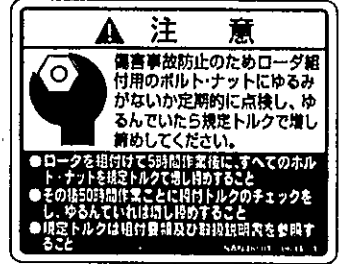 注 意
傷害事故防止のためローダ組
付用のボルト・ナットにゆるみ
がないか定期的に点検し、ゆ
るんでいたら規定トルクで増し
締めしてください。
●ローダを組付けて5時間作業後に、すべてのボル
ト・ナットを規定トルクで増し締めすること
●その後50時間作業ごとに締付トルクのチェックを
し、ゆるんでいれば増し締めすること
●規定トルクは組付要領及び取扱説明書を参照す
ること